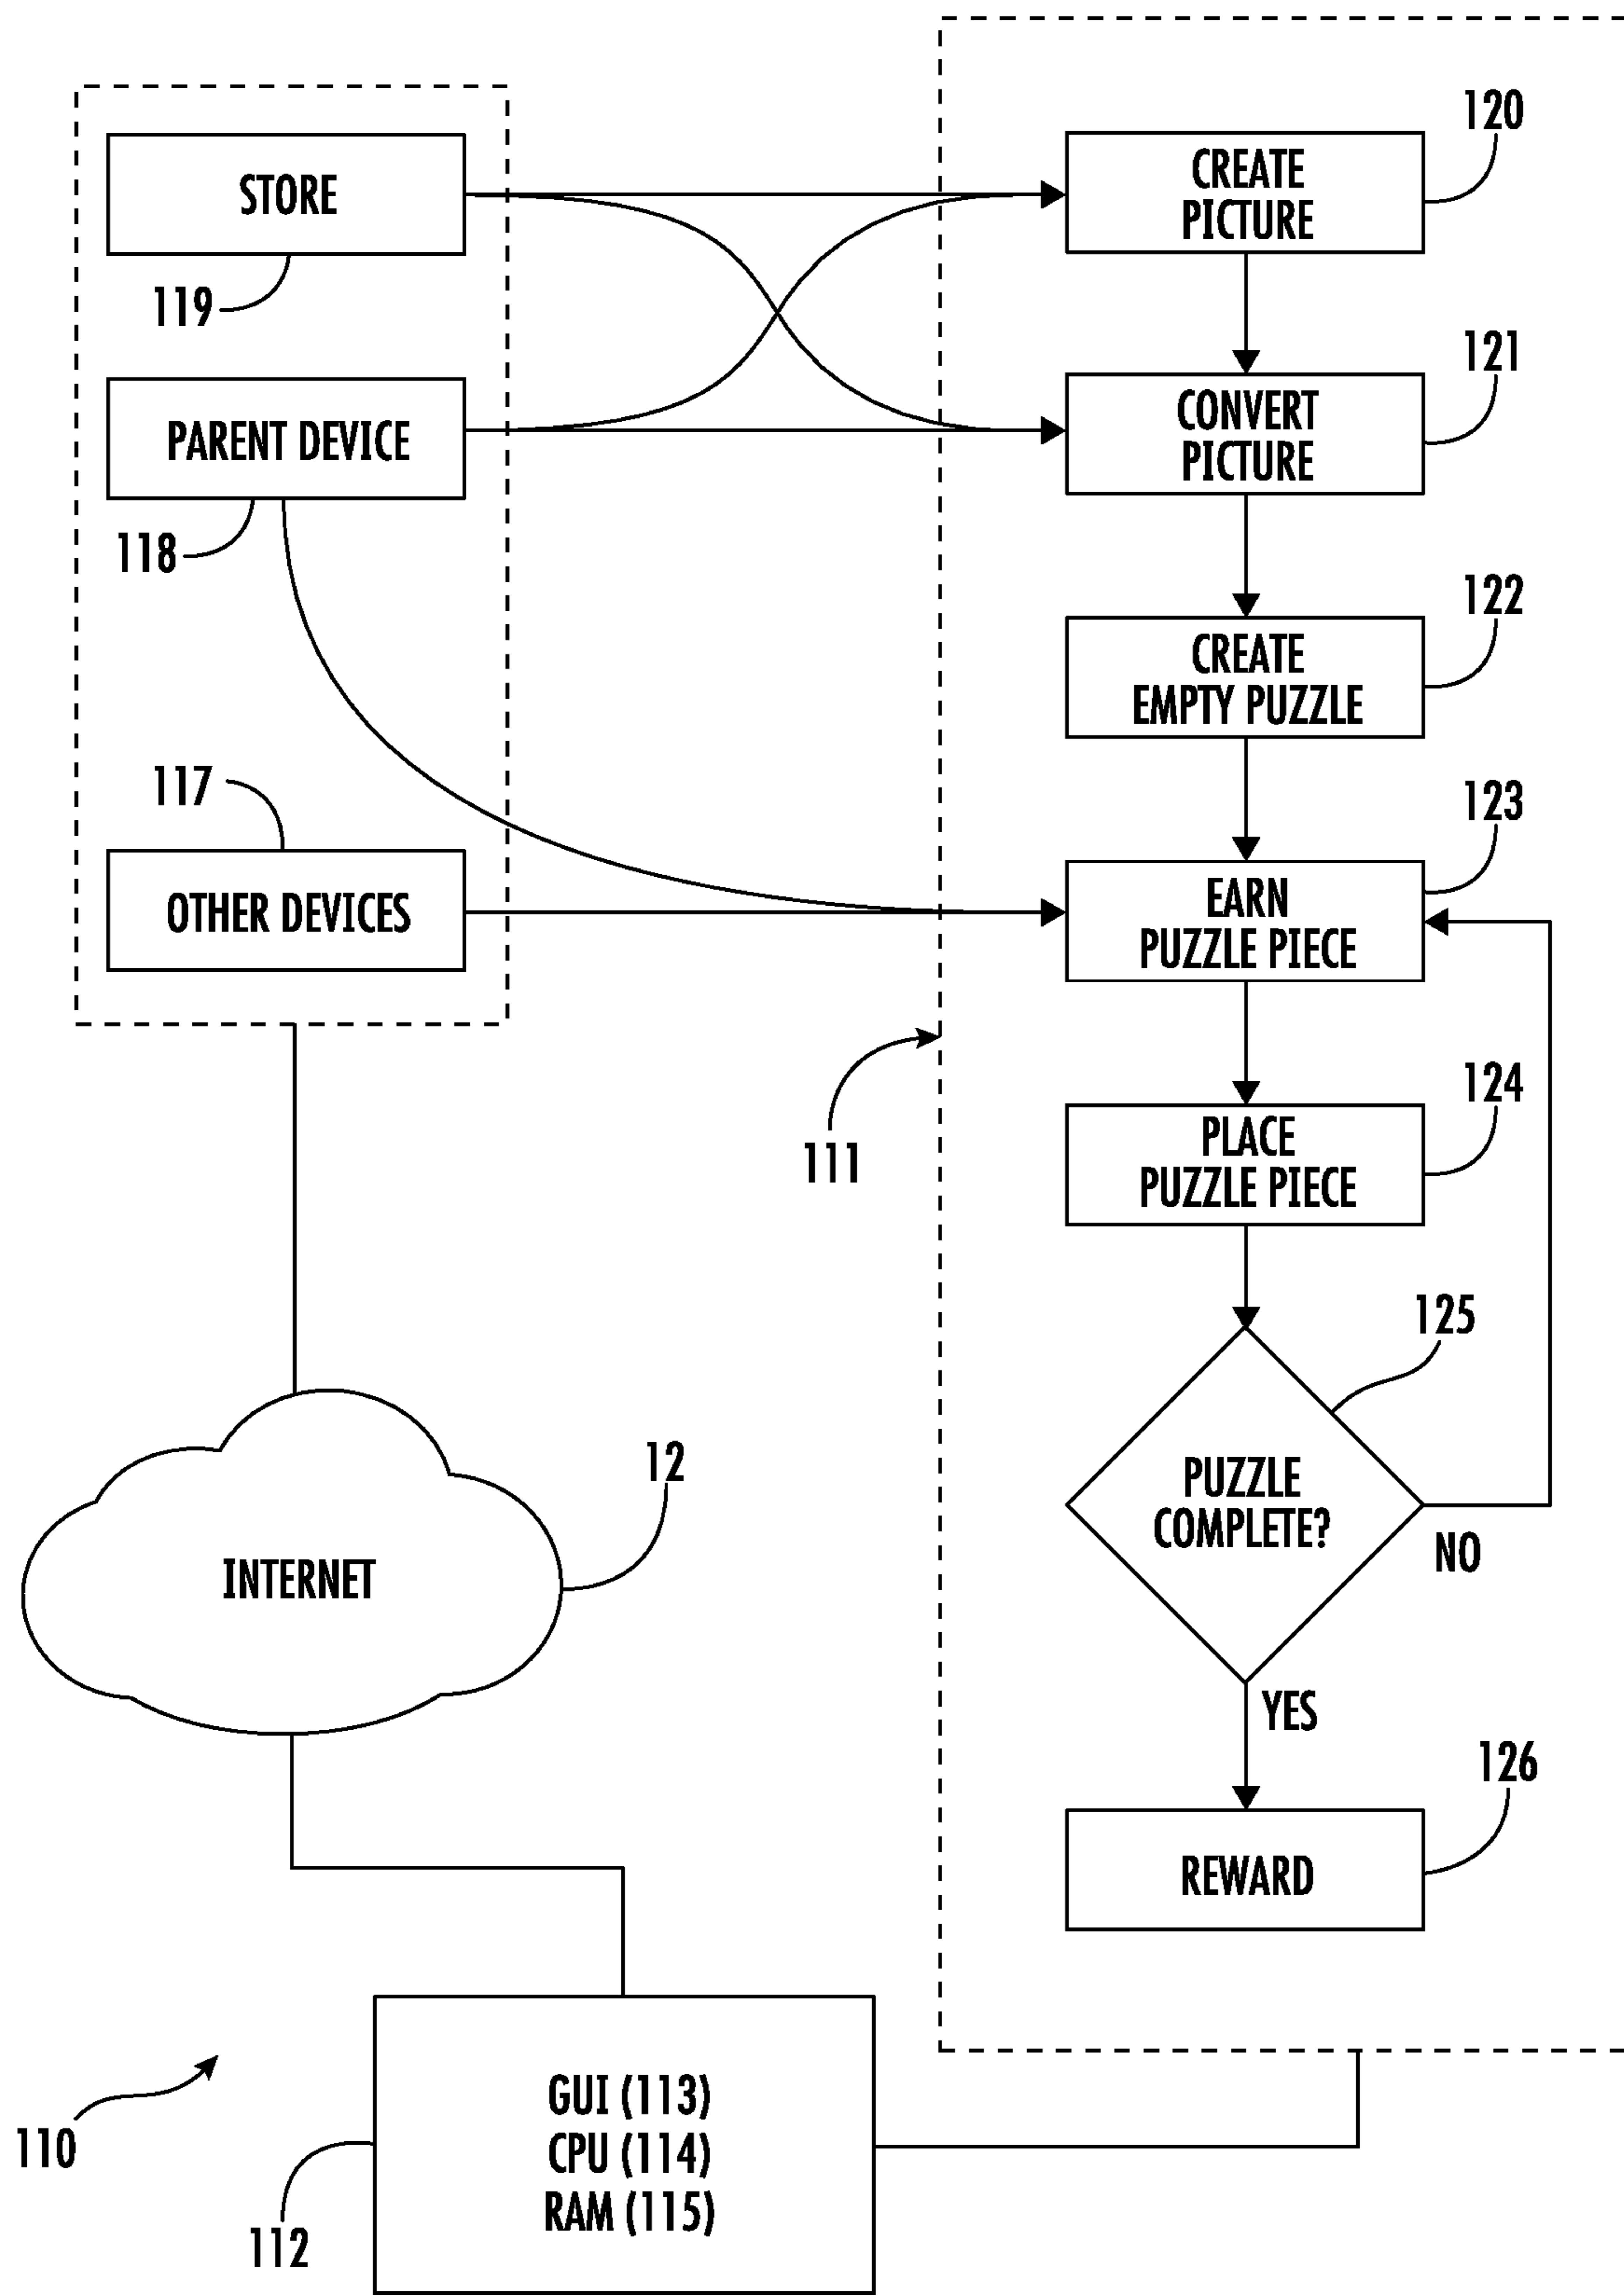 STORE
119
PARENT DEVICE
118
117
OTHER DEVICES
120
CREATE
PICTURE
121
CONVERT
PICTURE
122
CREATE
EMPTY PUZZLE
123
EARN
PUZZLE PIECE
111
124
PLACE
PUZZLE PIECE
125
PUZZLE
COMPLETE?
NO
YES
126
REWARD
12
INTERNET
110
GUI (113)
CPU (114)
RAM (115)
112